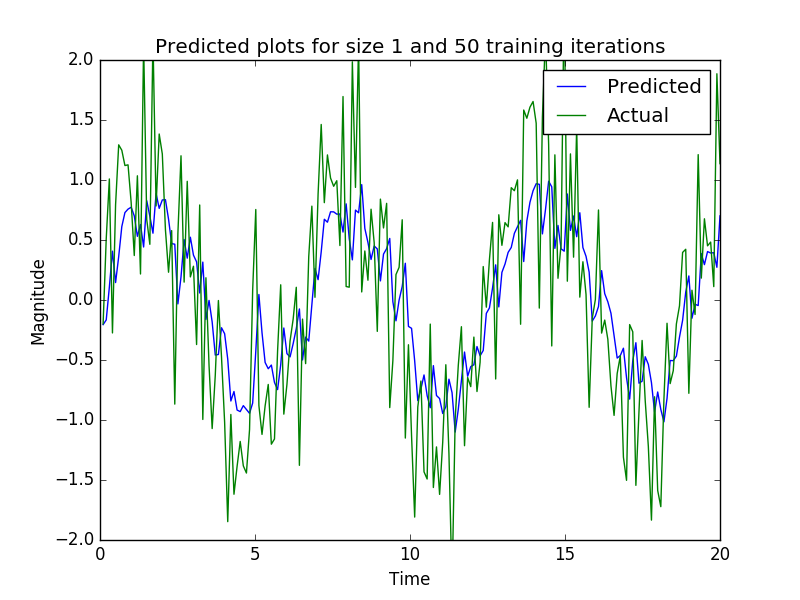 Predicted plots for size 1 and 50 training iterations
Predicted
Actual
2.0
1.5
1.0
0.5
0.0
−0.5
−1.0
−1.5
−2.0
Magnitude
0 5 10 15 20
Time